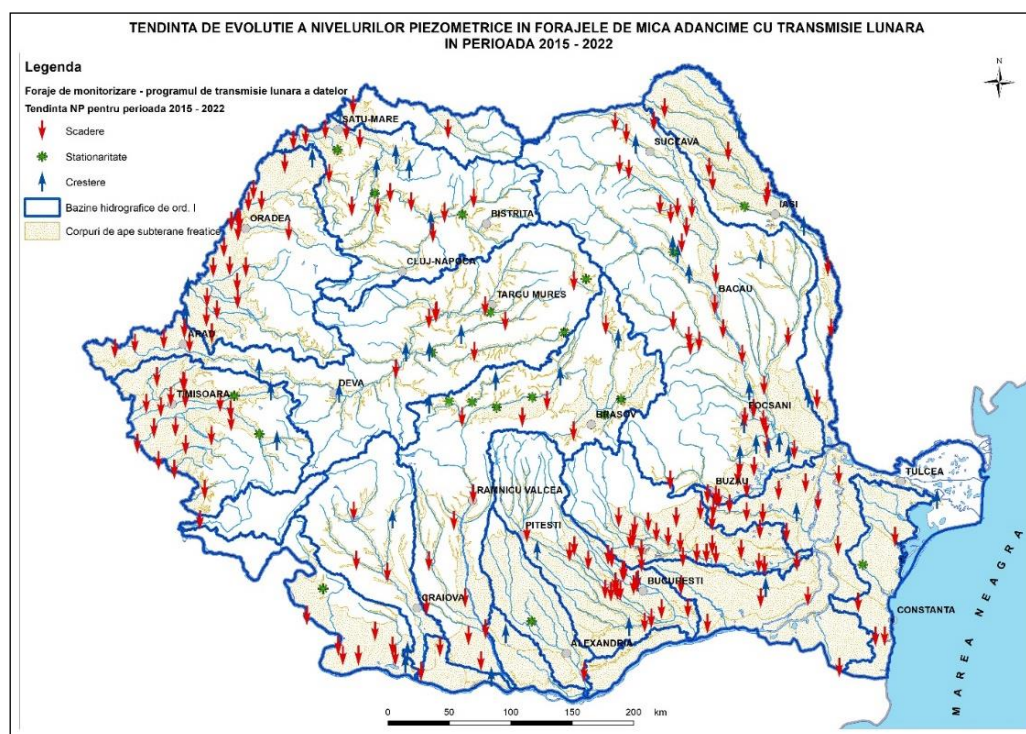 TENDINTA DE EVOLUTIE A NIVELURILOR PIEZOMETRICE IN FORAJELE DE MICA ADANCIME CU TRANSMISIE LUNARA
IN PERIOADA 2015 - 2022
Legenda
Foraje de monitorizare - programul de transmisie lunara a datelor
Tendinta NP pentru perioada 2015 - 2022
Scadere
Stationaritate
Crestere
Bazine hidrografice de ord. I
Corpuri de ape subterane freatice
N
SATU-MARE
SUCEAVA
IASI
ORADEA
BISTRITA
CLUJ-NAPOCA
TARGU MURES
BACAU
ARAD
DEVA
TIMISOARA
BRASOV
FOCSANI
TULCEA
BUZAU
RAMNICU VALCEA
PITESTI
BUCURESTI
CRAIOVA
CONSTANTA
ALEXANDRIA
MAREA NEAGRA
0 50 100 150 200 km